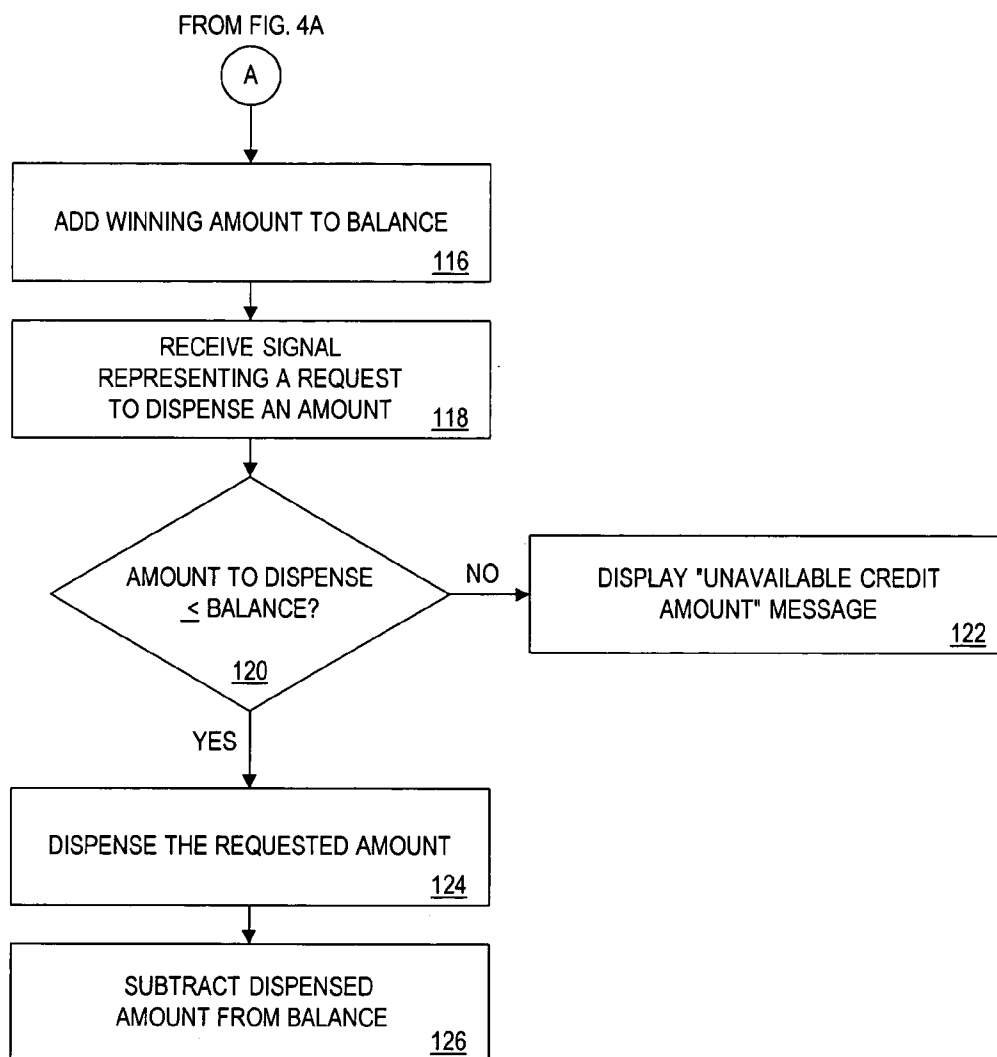 FROM FIG. 4A
A
ADD WINNING AMOUNT TO BALANCE
116
RECEIVE SIGNAL
REPRESENTING A REQUEST
TO DISPENSE AN AMOUNT
118
AMOUNT TO DISPENSE
≤ BALANCE?
120
NO
DISPLAY "UNAVAILABLE CREDIT
AMOUNT" MESSAGE
122
YES
DISPENSE THE REQUESTED AMOUNT
124
SUBTRACT DISPENSED
AMOUNT FROM BALANCE
126